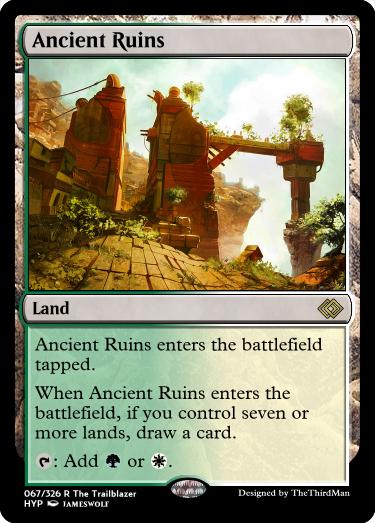 Ancient Ruins
Land
Ancient Ruins enters the battlefield
tapped.
When Ancient Ruins enters the
battlefield, if you control seven or
more lands, draw a card.
: Add or .
067/326 R The Trailblazer
Designed by TheThirdMan
HYP JAMESWOLF